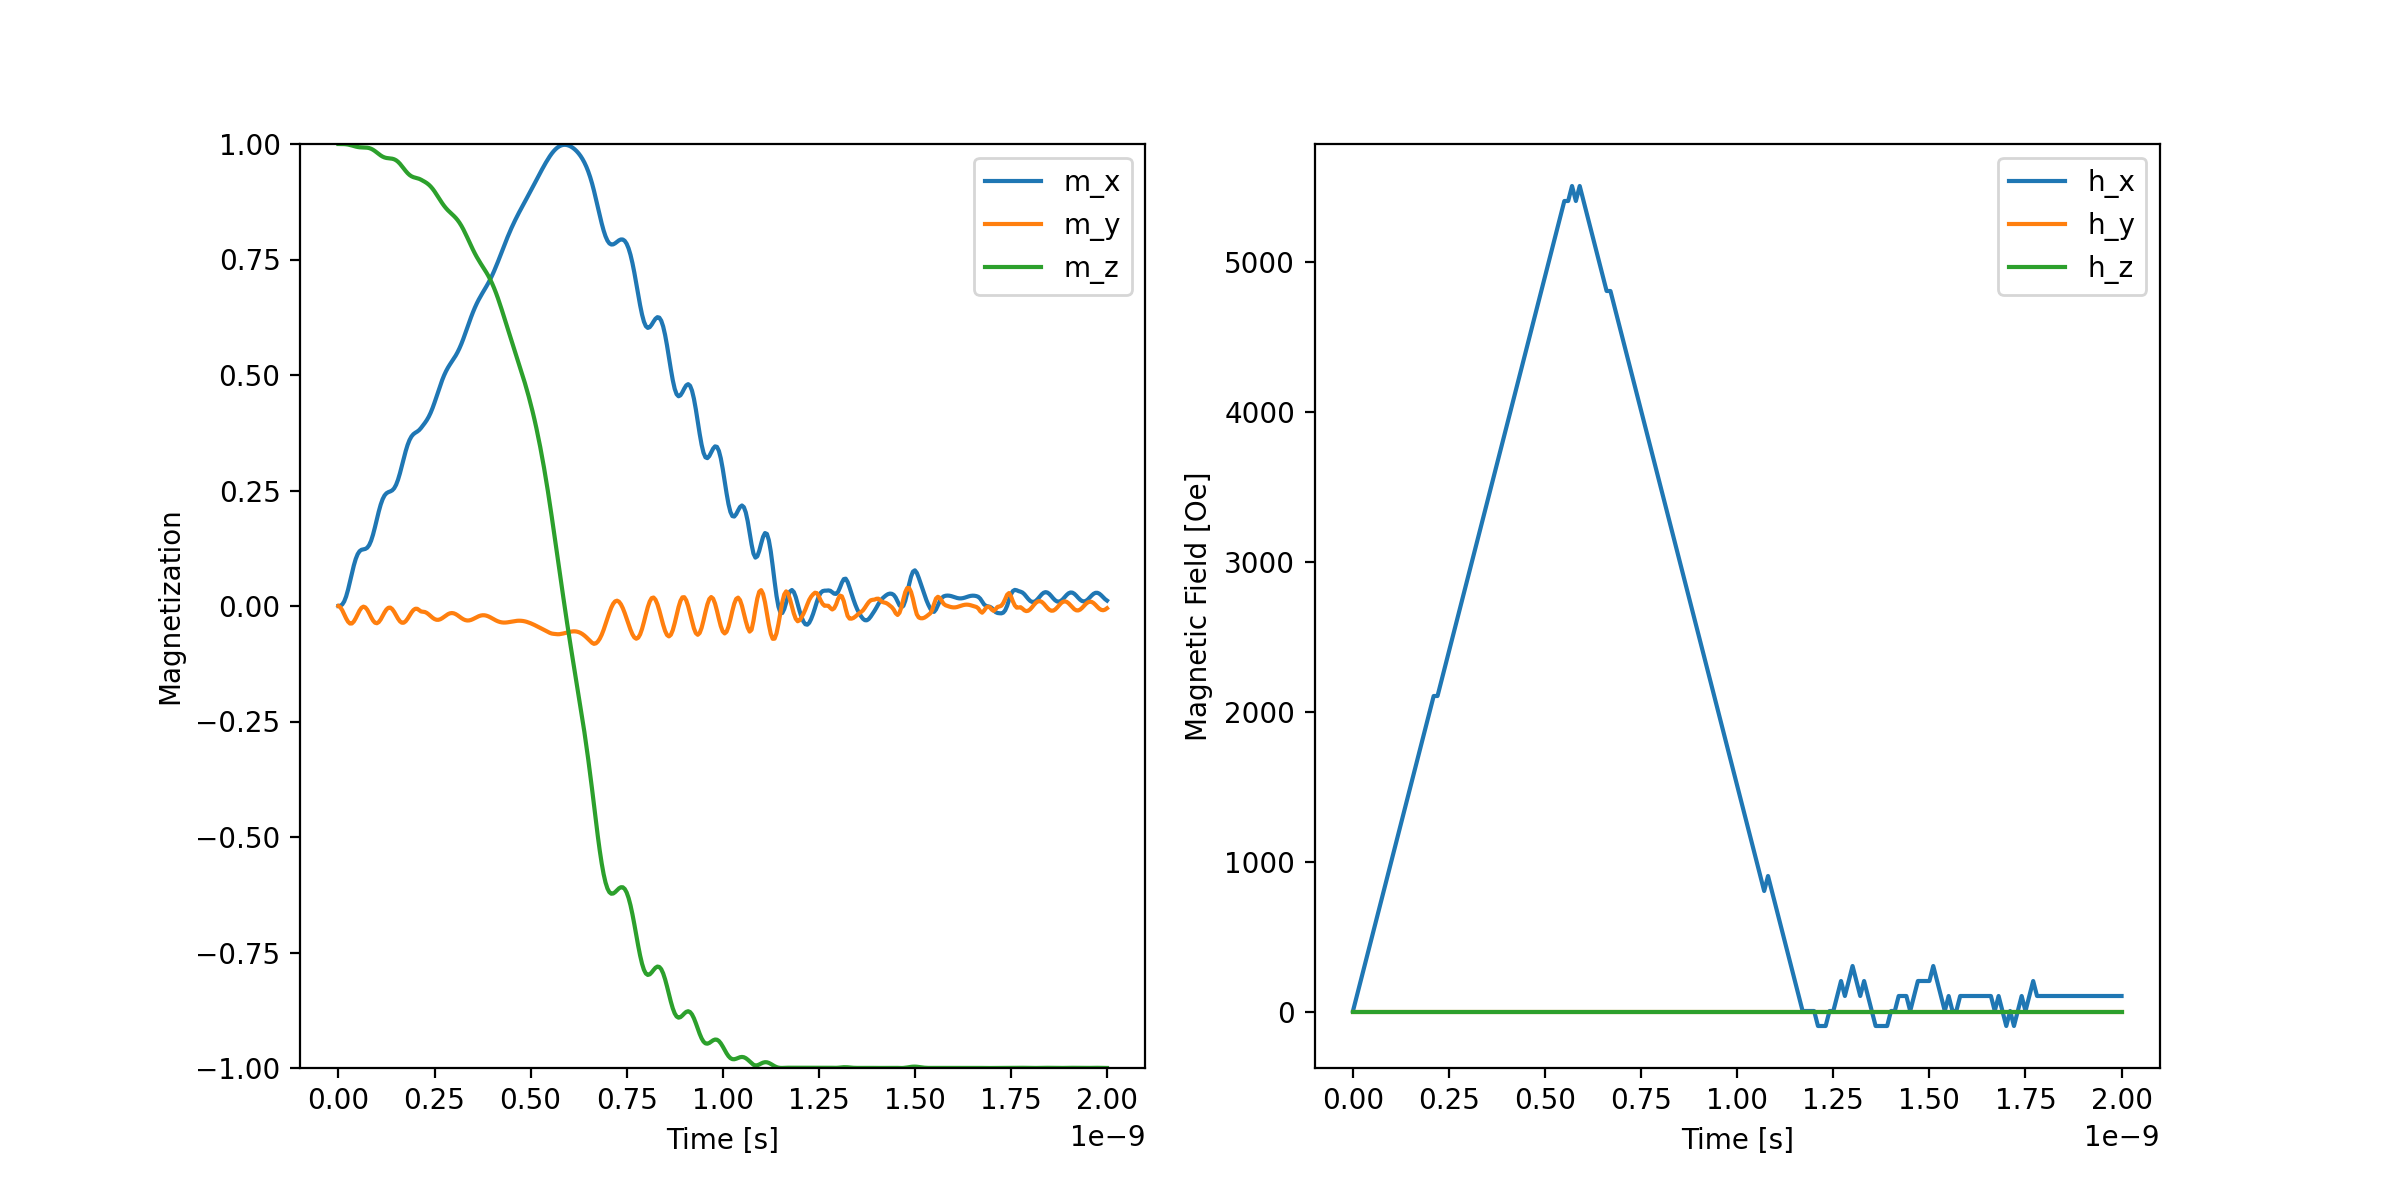 Magnetization
1.00
0.75
0.50
0.25
0.00
−0.25
−0.50
−0.75
−1.00
m_x
m_y
m_z
0.00 0.25 0.50 0.75 1.00 1.25 1.50 1.75 2.00
Time [s]
1e−9
Magnetic Field [Oe]
5000
4000
3000
2000
1000
0
h_x
h_y
h_z
0.00 0.25 0.50 0.75 1.00 1.25 1.50 1.75 2.00
Time [s]
1e−9